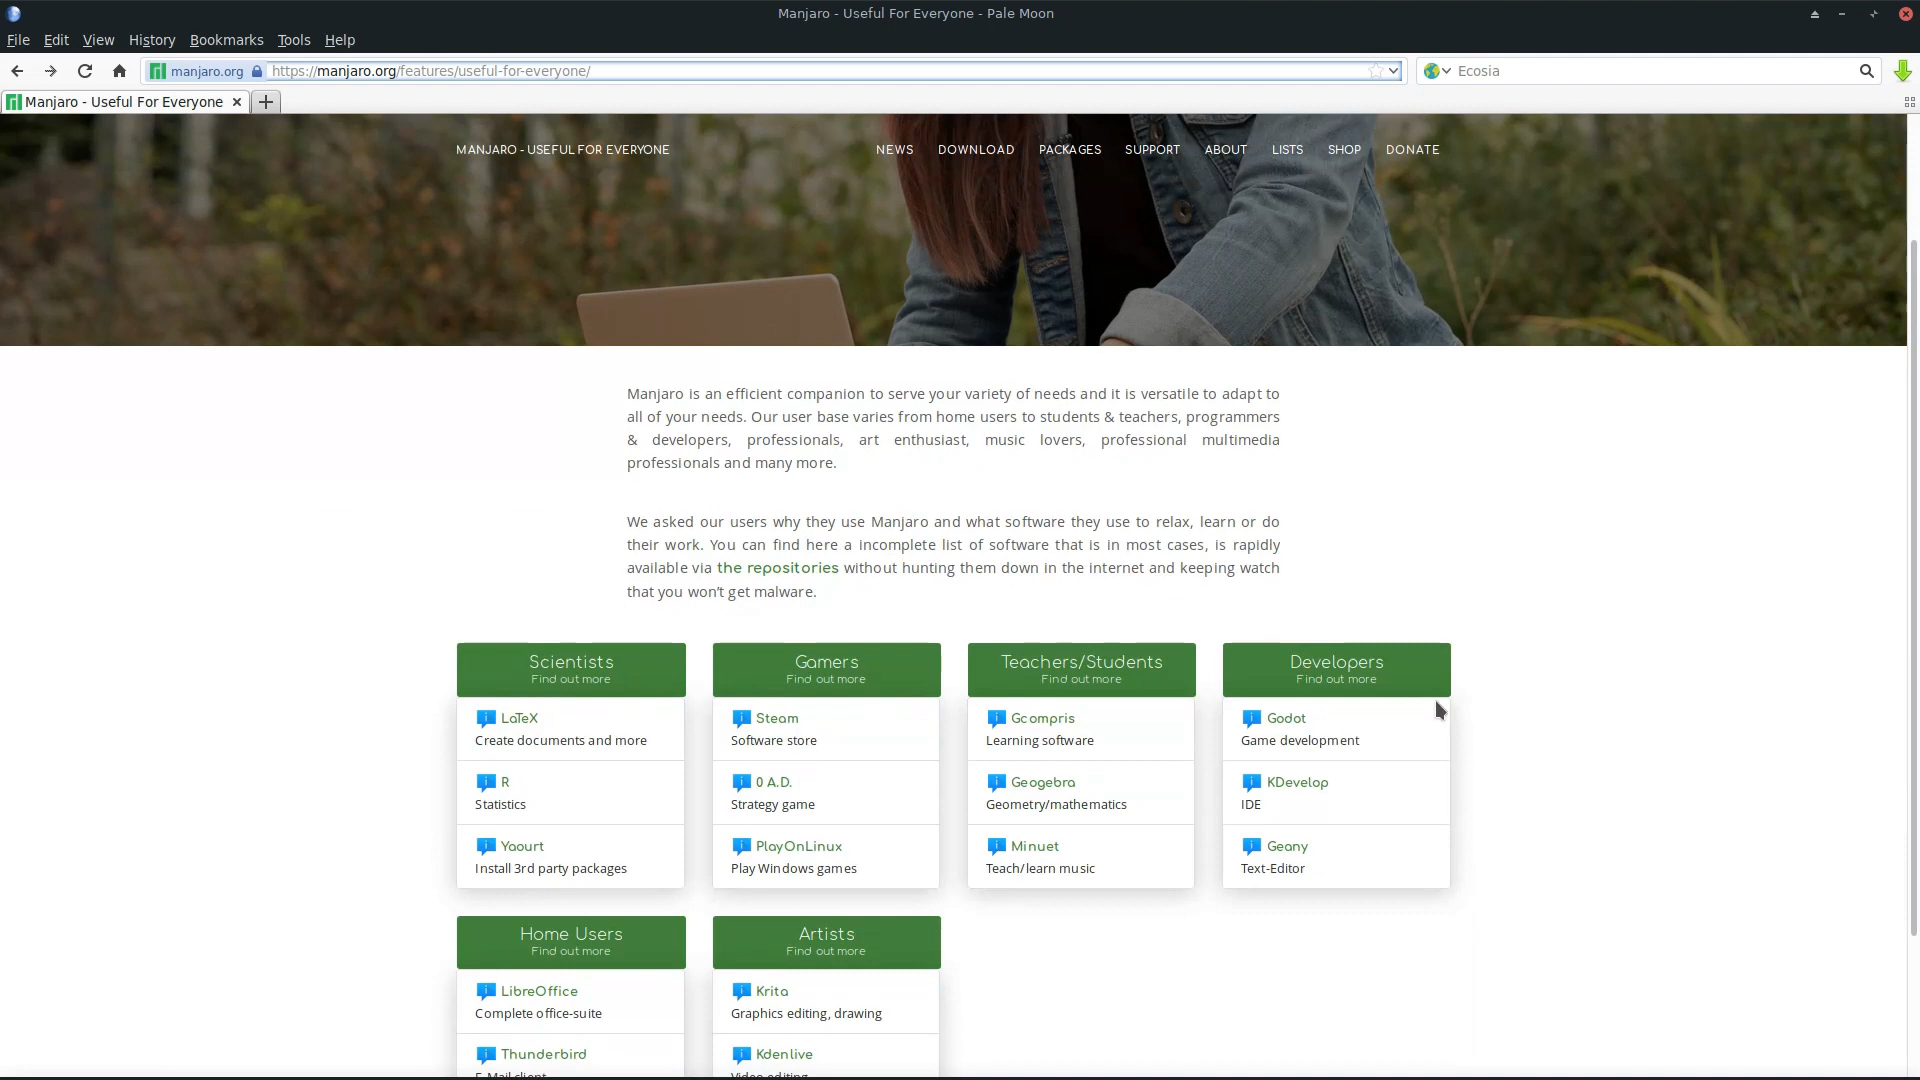 Manjaro - Useful For Everyone - Pale Moon
File Edit View History Bookmarks Tools Help
manjaro.org https://manjaro.org/features/useful-for-everyone/ Ecosia
Manjaro - Useful For Everyone
MANJARO - USEFUL FOR EVERYONE NEWS DOWNLOAD PACKAGES SUPPORT ABOUT LISTS SHOP DONATE
Manjaro is an efficient companion to serve your variety of needs and it is versatile to adapt to
all of your needs. Our user base varies from home users to students & teachers, programmers
& developers, professionals, art enthusiast, music lovers, professional multimedia
professionals and many more.
We asked our users why they use Manjaro and what software they use to relax, learn or do
their work. You can find here a incomplete list of software that is in most cases, is rapidly
available via the repositories without hunting them down in the internet and keeping watch
that you won't get malware.
Scientists
Find out more
LaTeX
Create documents and more
R
Statistics
Yaourt
Install 3rd party packages
Gamers
Find out more
Steam
Software store
0 A.D.
Strategy game
PlayOnLinux
Play Windows games
Teachers/Students
Find out more
Gcompris
Learning software
Geogebra
Geometry/mathematics
Minuet
Teach/learn music
Developers
Find out more
Godot
Game development
KDevelop
IDE
Geany
Text-Editor
Home Users
Find out more
LibreOffice
Complete office-suite
Thunderbird
E-Mail client
Artists
Find out more
Krita
Graphics editing, drawing
Kdenlive
Video editing